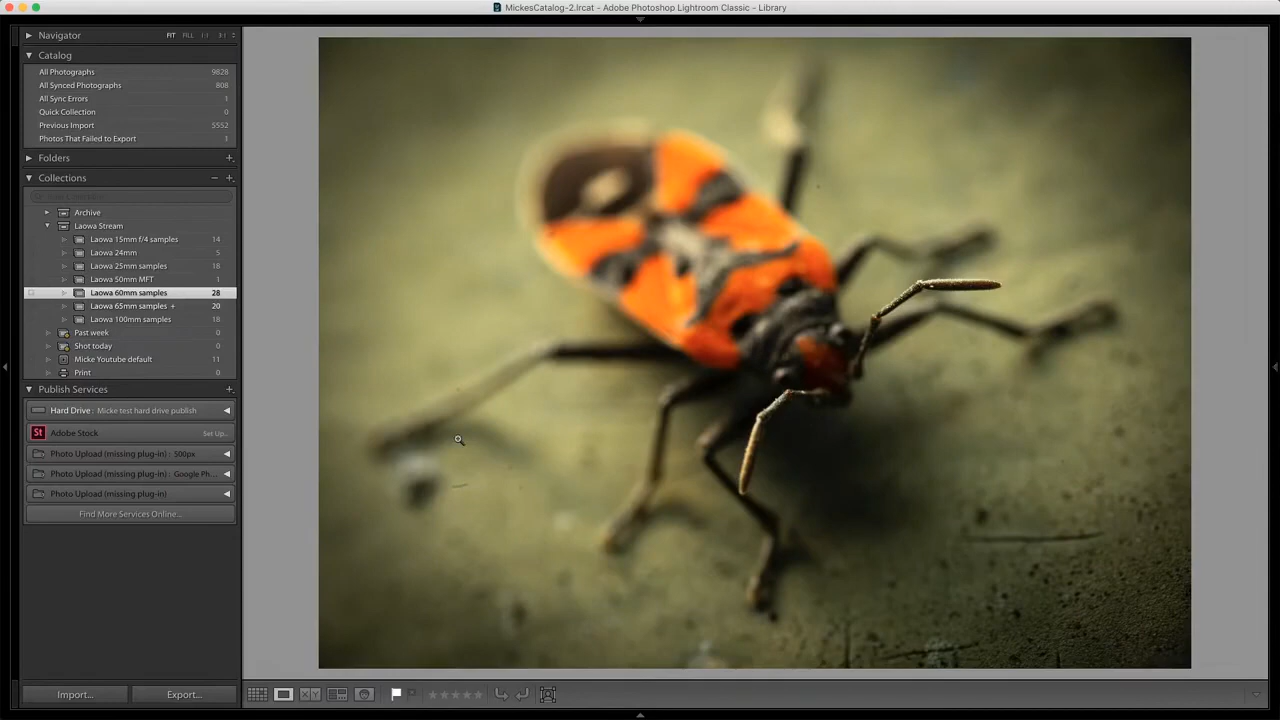 MickesCatalog-2.lrcat - Adobe Photoshop Lightroom Classic - Library
Navigator FIT FILL
Catalog
All Photographs 9828
All Synced Photographs 808
All Sync Errors 1
Quick Collection 0
Previous Import 5552
Photos That Failed to Export 1
Folders
Collections
Archive
Laowa Stream
Laowa 15mm f/4 samples 14
Laowa 24mm 5
Laowa 25mm samples 18
Laowa 50mm MFT 1
Laowa 60mm samples 28
Laowa 65mm samples + 20
Laowa 100mm samples 18
Past week 0
Shot today 0
Micke Youtube default 11
Print 0
Publish Services
Hard Drive : Micke test hard drive publish
St Adobe Stock Set Up...
Photo Upload (missing plug-in) : 500px
Photo Upload (missing plug-in) : Google Ph...
Photo Upload (missing plug-in)
Find More Services Online...
Import... Export...
XY